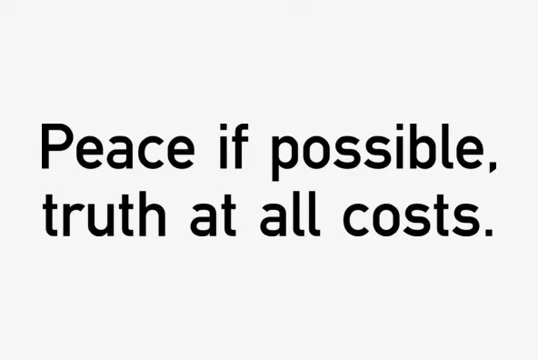 Peace if possible,
truth at all costs.